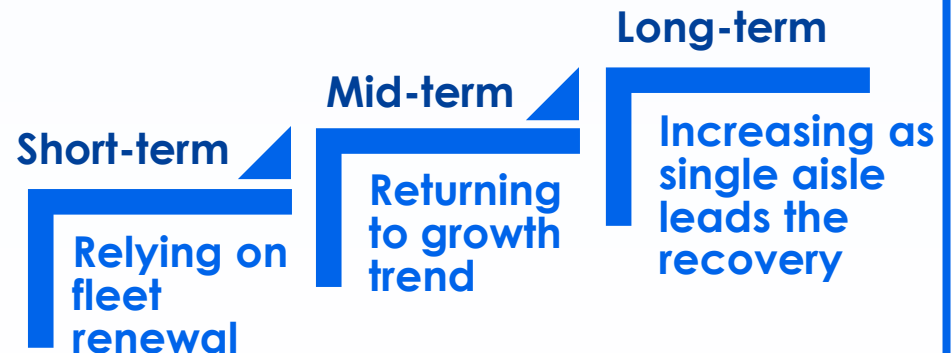 Short-term
Relying on
fleet
renewal
Mid-term
Returning
to growth
trend
Long-term
Increasing as
single aisle
leads the
recovery